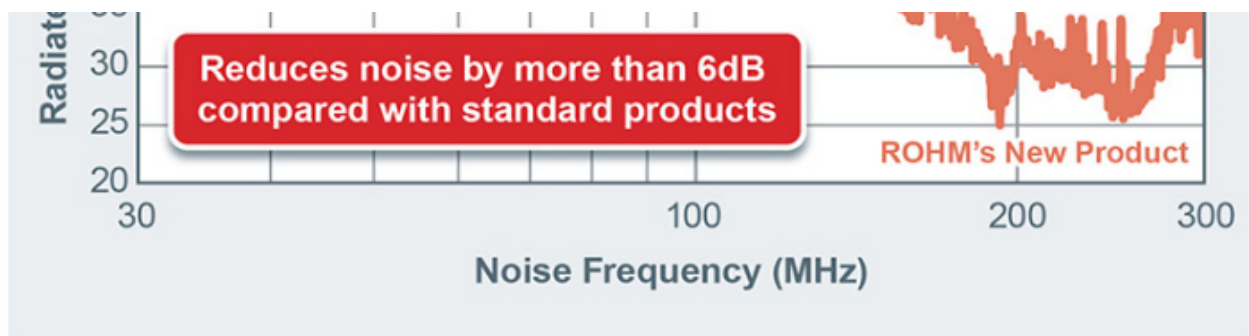 Radiate
30
Reduces noise by more than 6dB
compared with standard products
25
ROHM's New Product
20
30 100 200 300
Noise Frequency (MHz)